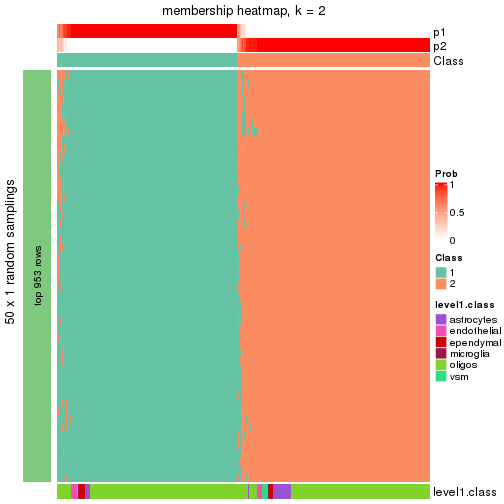 membership heatmap, k = 2
p1
p2
Class
50 x 1 random samplings
top 953 rows
Prob
1
0.5
0
Class
1
2
level1.class
astrocytes
endothelial
ependymal
microglia
oligos
vsm
level1.class